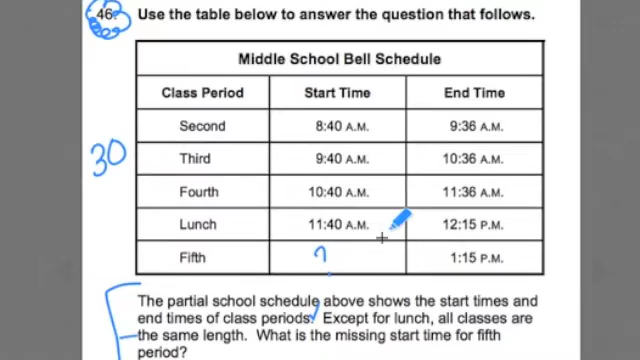 46.
Use the table below to answer the question that follows.
Middle School Bell Schedule
Class Period Start Time End Time
Second 8:40 A.M. 9:36 A.M.
30
Third 9:40 A.M. 10:36 A.M.
Fourth 10:40 A.M. 11:36 A.M.
Lunch 11:40 A.M. 12:15 P.M.
Fifth ? 1:15 P.M.
The partial school schedule above shows the start times and
end times of class periods. Except for lunch, all classes are
the same length. What is the missing start time for fifth
period?